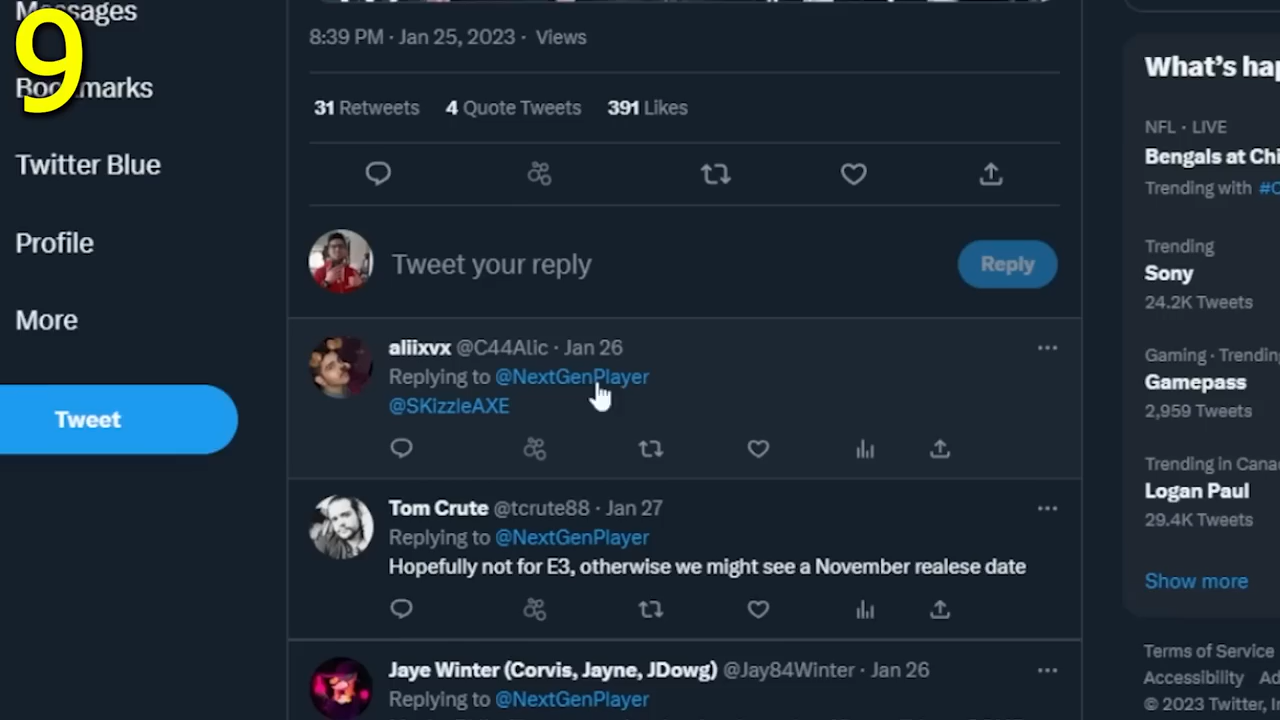 9
Messages
Bookmarks
Twitter Blue
Profile
More
Tweet
8:39 PM · Jan 25, 2023 · Views
31 Retweets 4 Quote Tweets 391 Likes
Tweet your reply
Reply
aliixvx @C44Alic · Jan 26
Replying to @NextGenPlayer
@SKizzleAXE
Tom Crute @tcrute88 · Jan 27
Replying to @NextGenPlayer
Hopefully not for E3, otherwise we might see a November realese date
Jaye Winter (Corvis, Jayne, JDowg) @Jay84Winter · Jan 26
Replying to @NextGenPlayer
What's hap
NFL · LIVE
Bengals at Chi
Trending with #C
Trending
Sony
24.2K Tweets
Gaming · Trending
Gamepass
2,959 Tweets
Trending in Cana
Logan Paul
29.4K Tweets
Show more
Terms of Service
Accessibility Ad
© 2023 Twitter, I